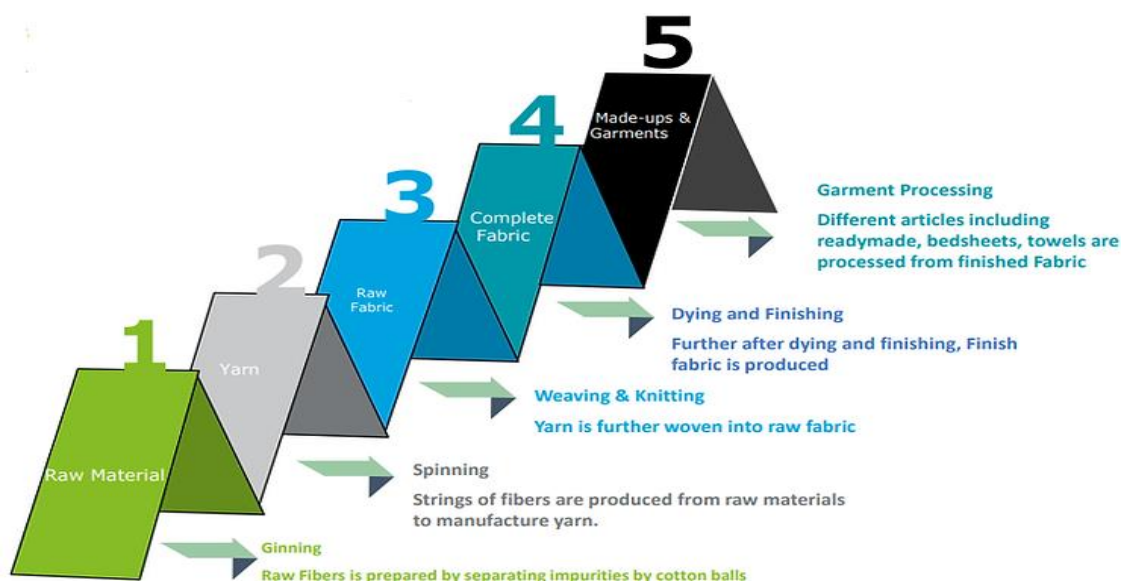 5
Made-ups &
Garments
4
Complete
Fabric
3
Raw
Fabric
2
Yarn
1
Raw Material
Garment Processing
Different articles including
readymade, bedsheets, towels are
processed from finished Fabric
Dying and Finishing
Further after dying and finishing, Finish
fabric is produced
Weaving & Knitting
Yarn is further woven into raw fabric
Spinning
Strings of fibers are produced from raw materials
to manufacture yarn.
Ginning
Raw Fibers is prepared by separating impurities by cotton balls